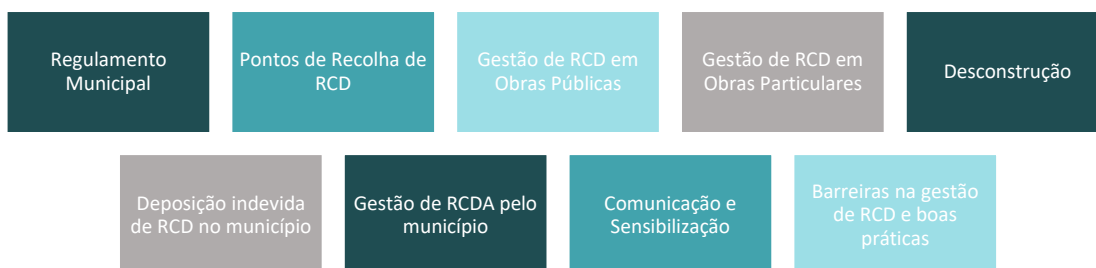 Regulamento
Municipal
Pontos de Recolha de
RCD
Gestão de RCD em
Obras Públicas
Gestão de RCD em
Obras Particulares
Desconstrução
Deposição indevida
de RCD no município
Gestão de RCDA pelo
município
Comunicação e
Sensibilização
Barreiras na gestão
de RCD e boas
práticas